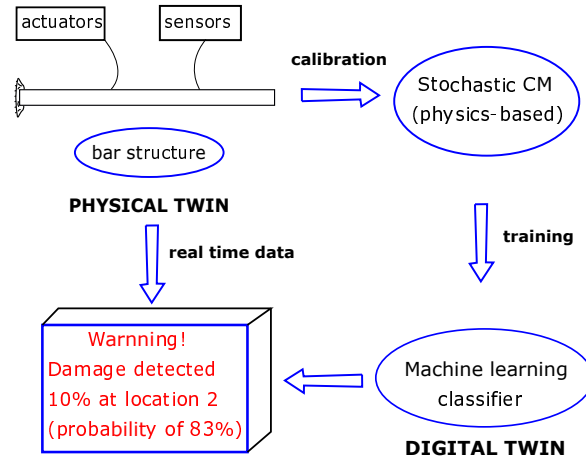 actuators
sensors
calibration
Stochastic CM
(physics-based)
bar structure
PHYSICAL TWIN
real time data
training
Warnning!
Damage detected
10% at location 2
(probability of 83%)
Machine learning
classifier
DIGITAL TWIN